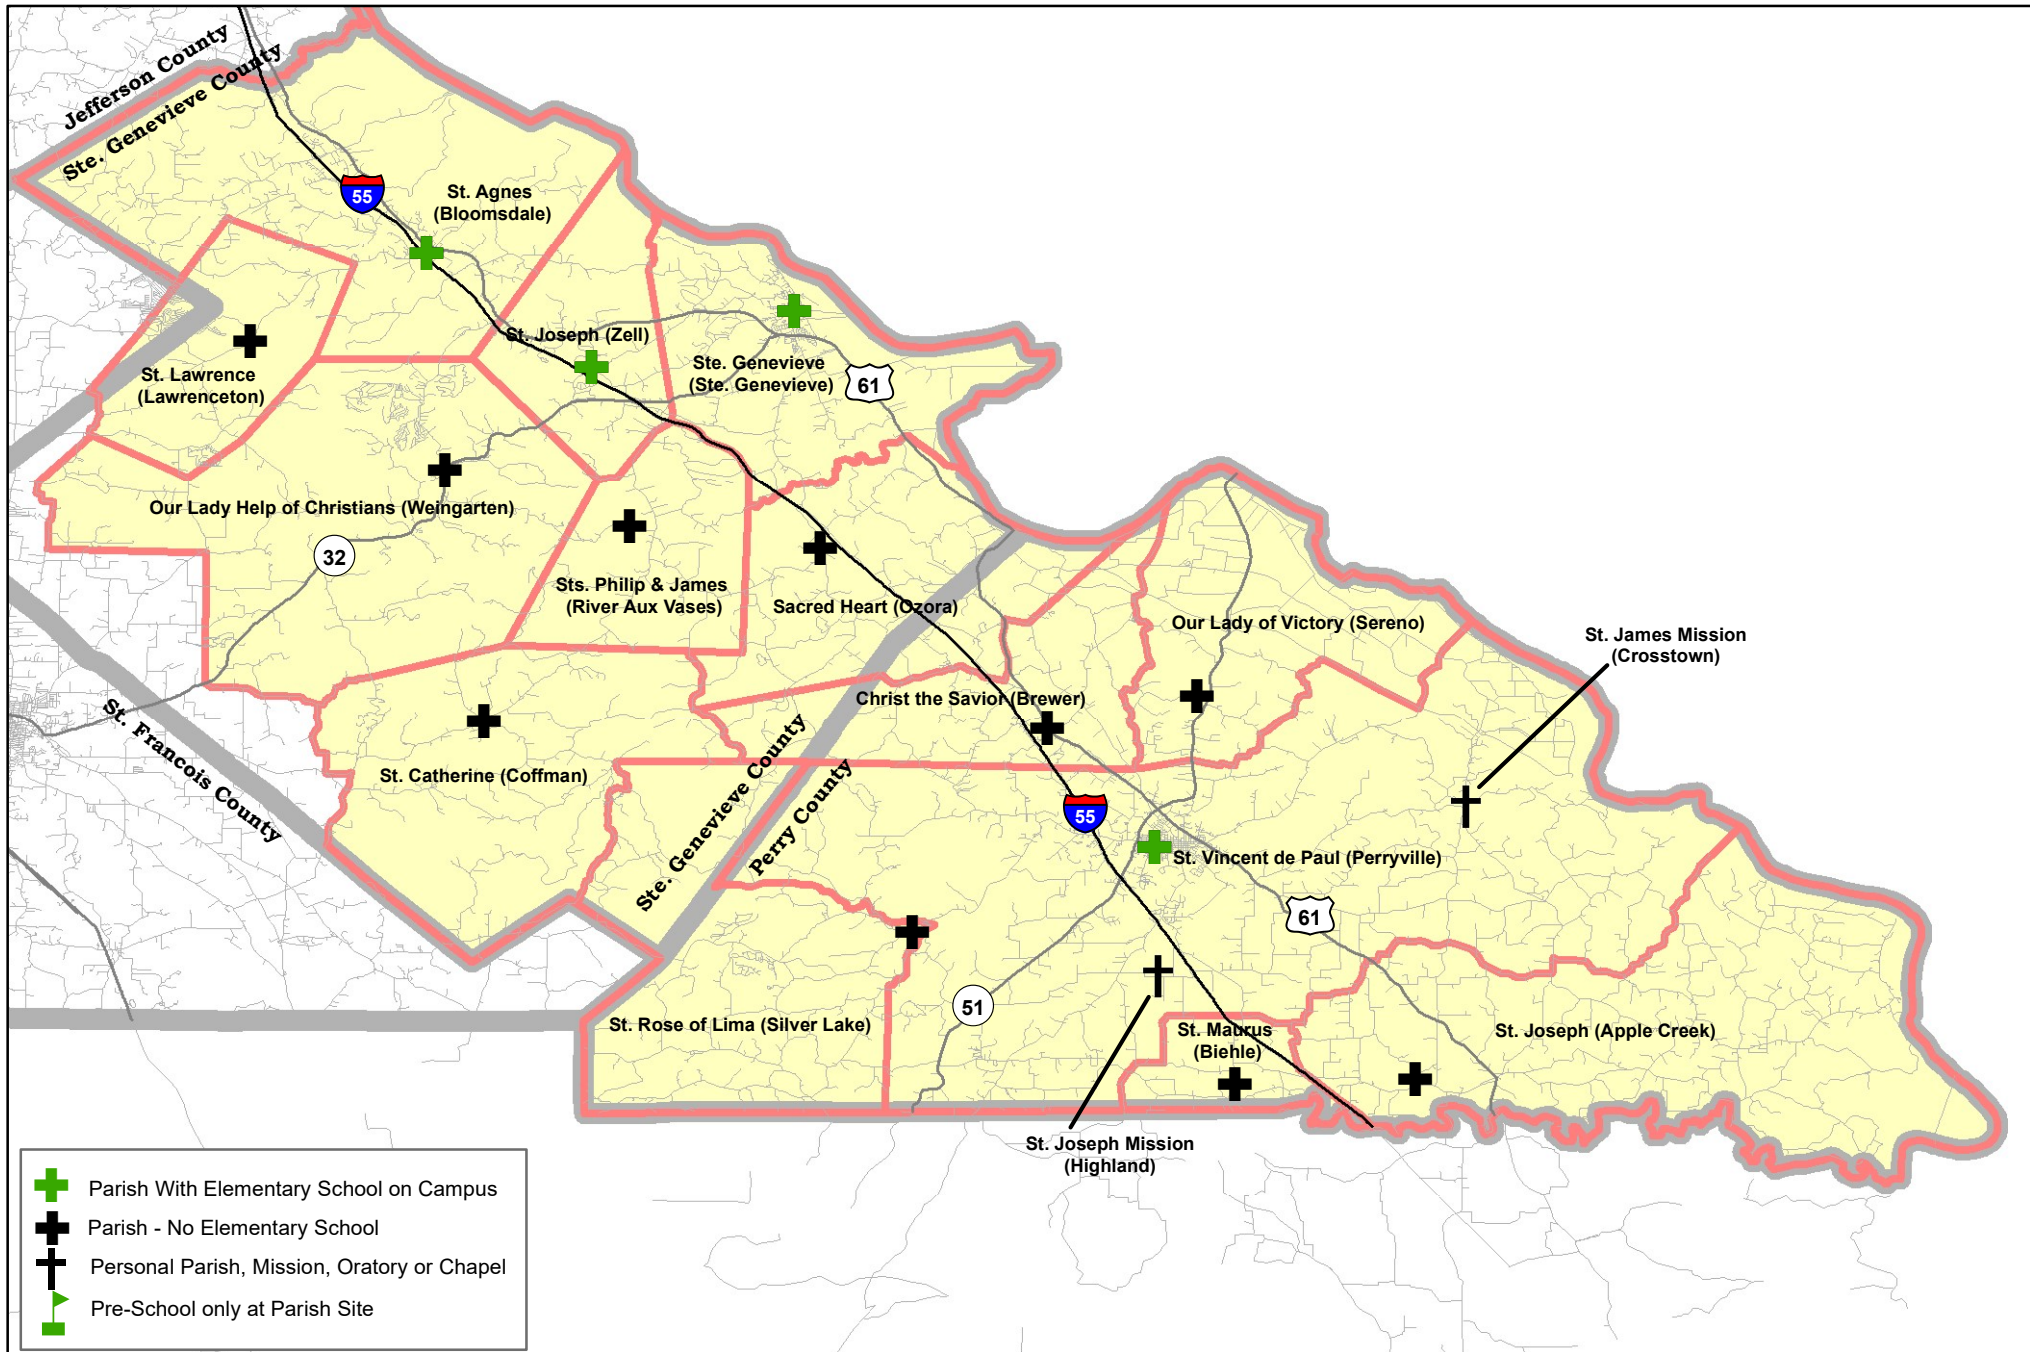 Jefferson County
Ste. Genevieve County
55
St. Agnes
(Bloomsdale)
St. Joseph (Zell)
Ste. Genevieve
(Ste. Genevieve)
61
St. Lawrence
(Lawrenceton)
Our Lady Help of Christians (Weingarten)
32
Sts. Philip & James
(River Aux Vases)
Sacred Heart (Ozora)
Our Lady of Victory (Sereno)
St. James Mission
(Crosstown)
Christ the Savior (Brewer)
St. Francois County
St. Catherine (Coffman)
Ste. Genevieve County
Perry County
55
St. Vincent de Paul (Perryville)
61
51
St. Rose of Lima (Silver Lake)
St. Maurus
(Biehle)
St. Joseph (Apple Creek)
St. Joseph Mission
(Highland)
Parish With Elementary School on Campus
Parish - No Elementary School
Personal Parish, Mission, Oratory or Chapel
Pre-School only at Parish Site